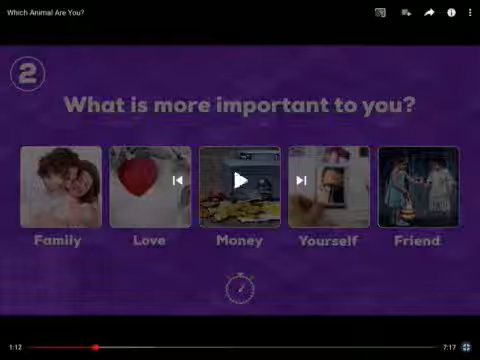 Which Animal Are You?
2
What is more important to you?
Family
Love
Money
Yourself
Friend
1:12
7:17